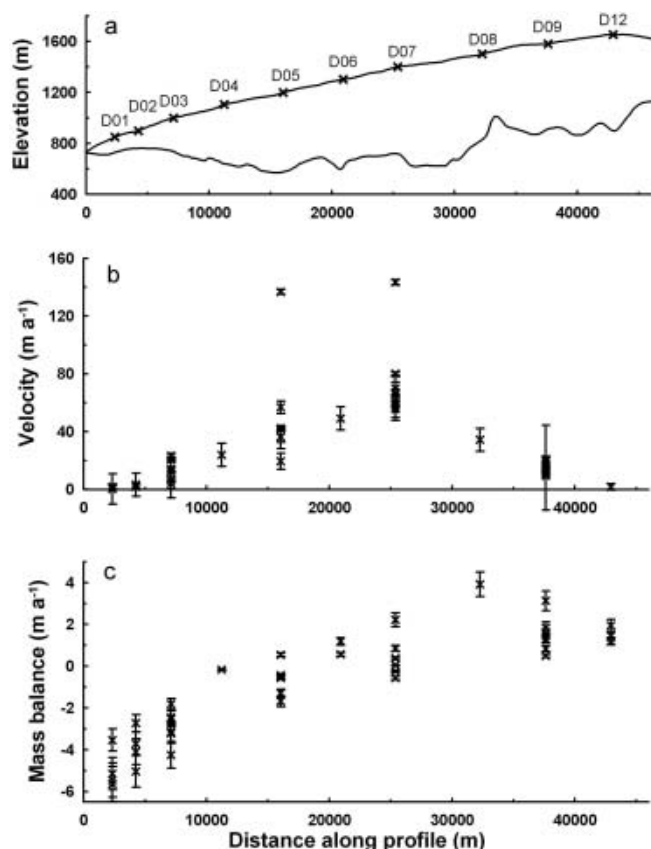 a
1600
1200
800
400
Elevation (m)
D01
D02
D03
D04
D05
D06
D07
D08
D09
D12
0 10000 20000 30000 40000
b
160
120
80
40
0
Velocity (m a⁻¹)
0 10000 20000 30000 40000
c
4
2
0
-2
-4
-6
Mass balance (m a⁻¹)
0 10000 20000 30000 40000
Distance along profile (m)